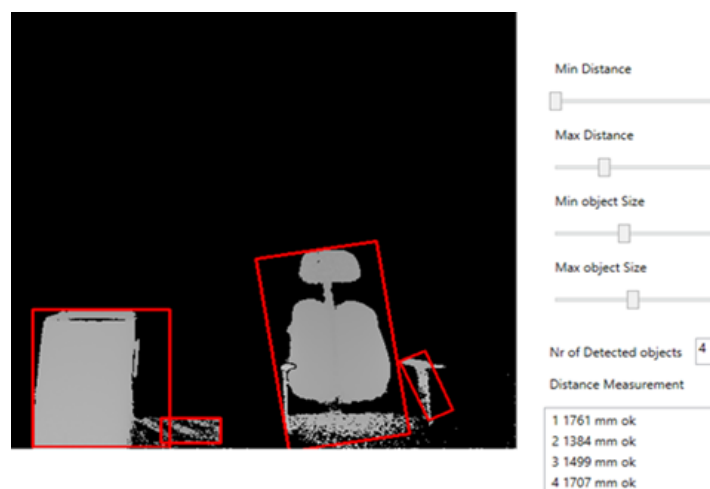 Min Distance
Max Distance
Min object Size
Max object Size
Nr of Detected objects 4
Distance Measurement
1 1761 mm ok
2 1384 mm ok
3 1499 mm ok
4 1707 mm ok